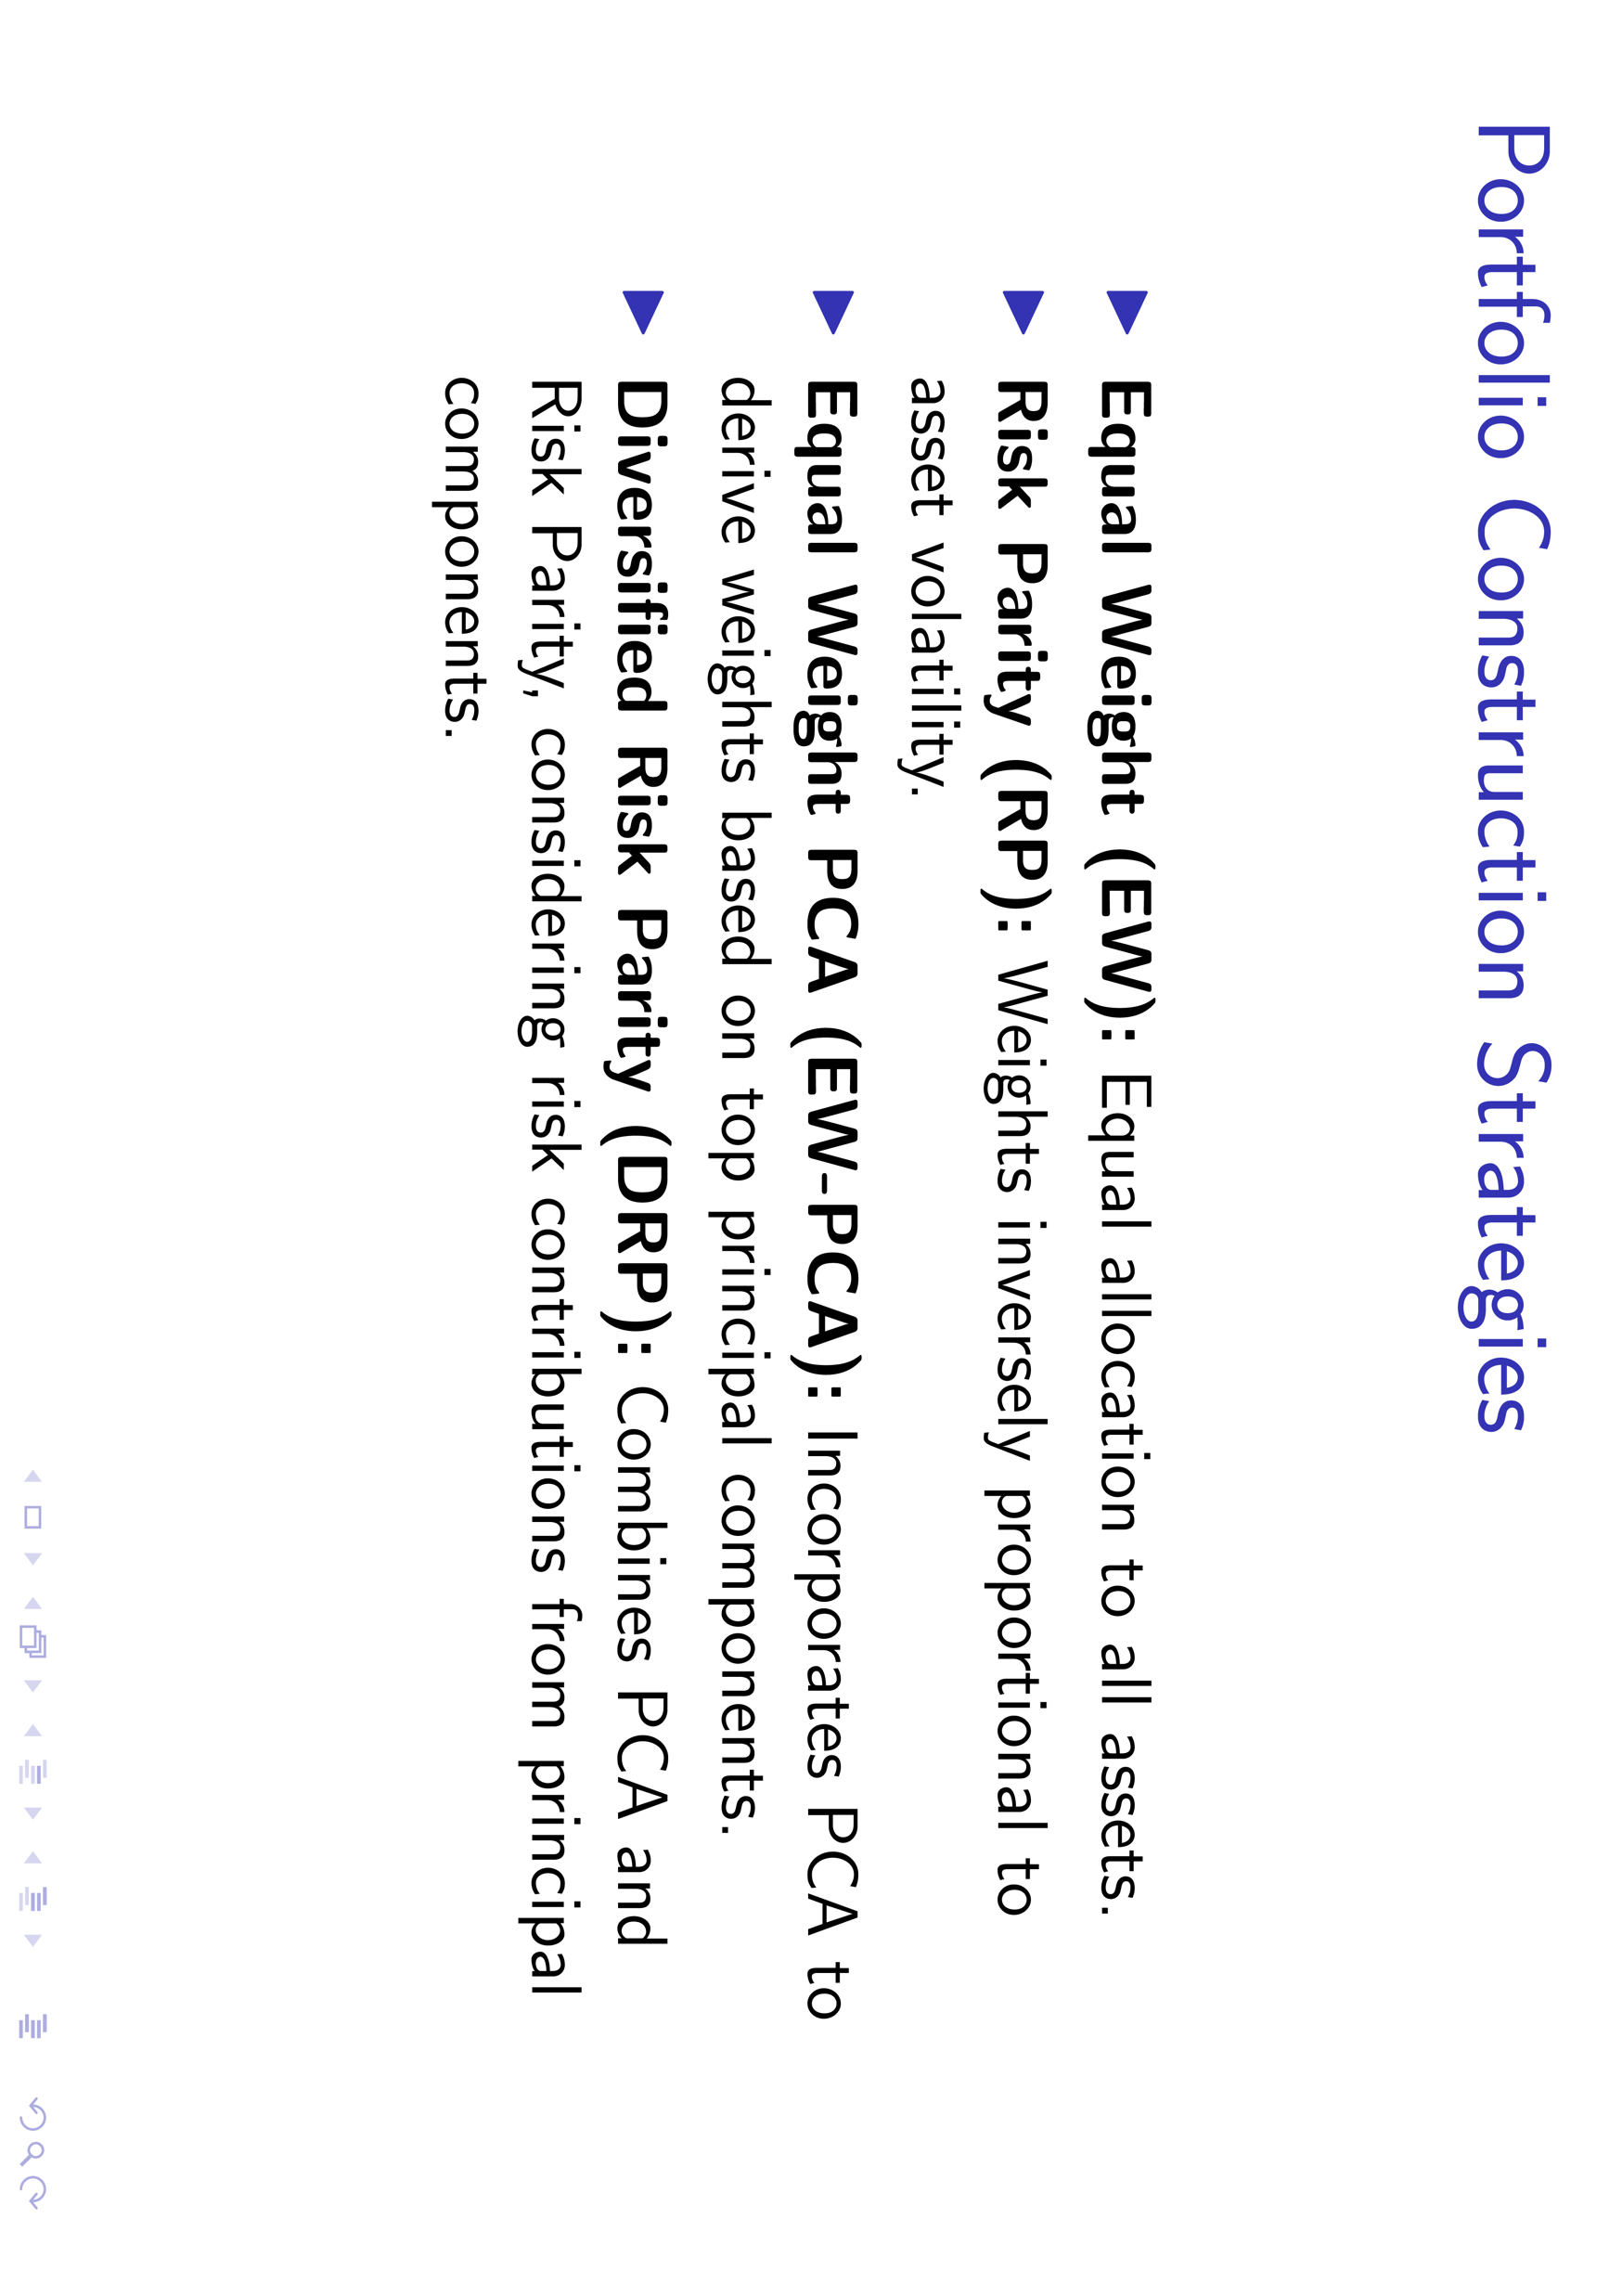 Portfolio Construction Strategies
Equal Weight (EW): Equal allocation to all assets.
Risk Parity (RP): Weights inversely proportional to
asset volatility.
Equal Weight PCA (EW-PCA): Incorporates PCA to
derive weights based on top principal components.
Diversified Risk Parity (DRP): Combines PCA and
Risk Parity, considering risk contributions from principal
components.